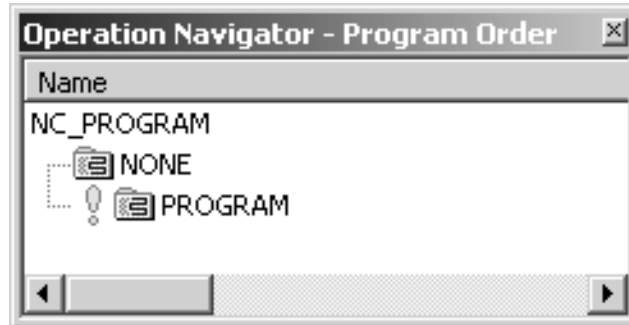 Operation Navigator - Program Order
Name
NC_PROGRAM
NONE
PROGRAM